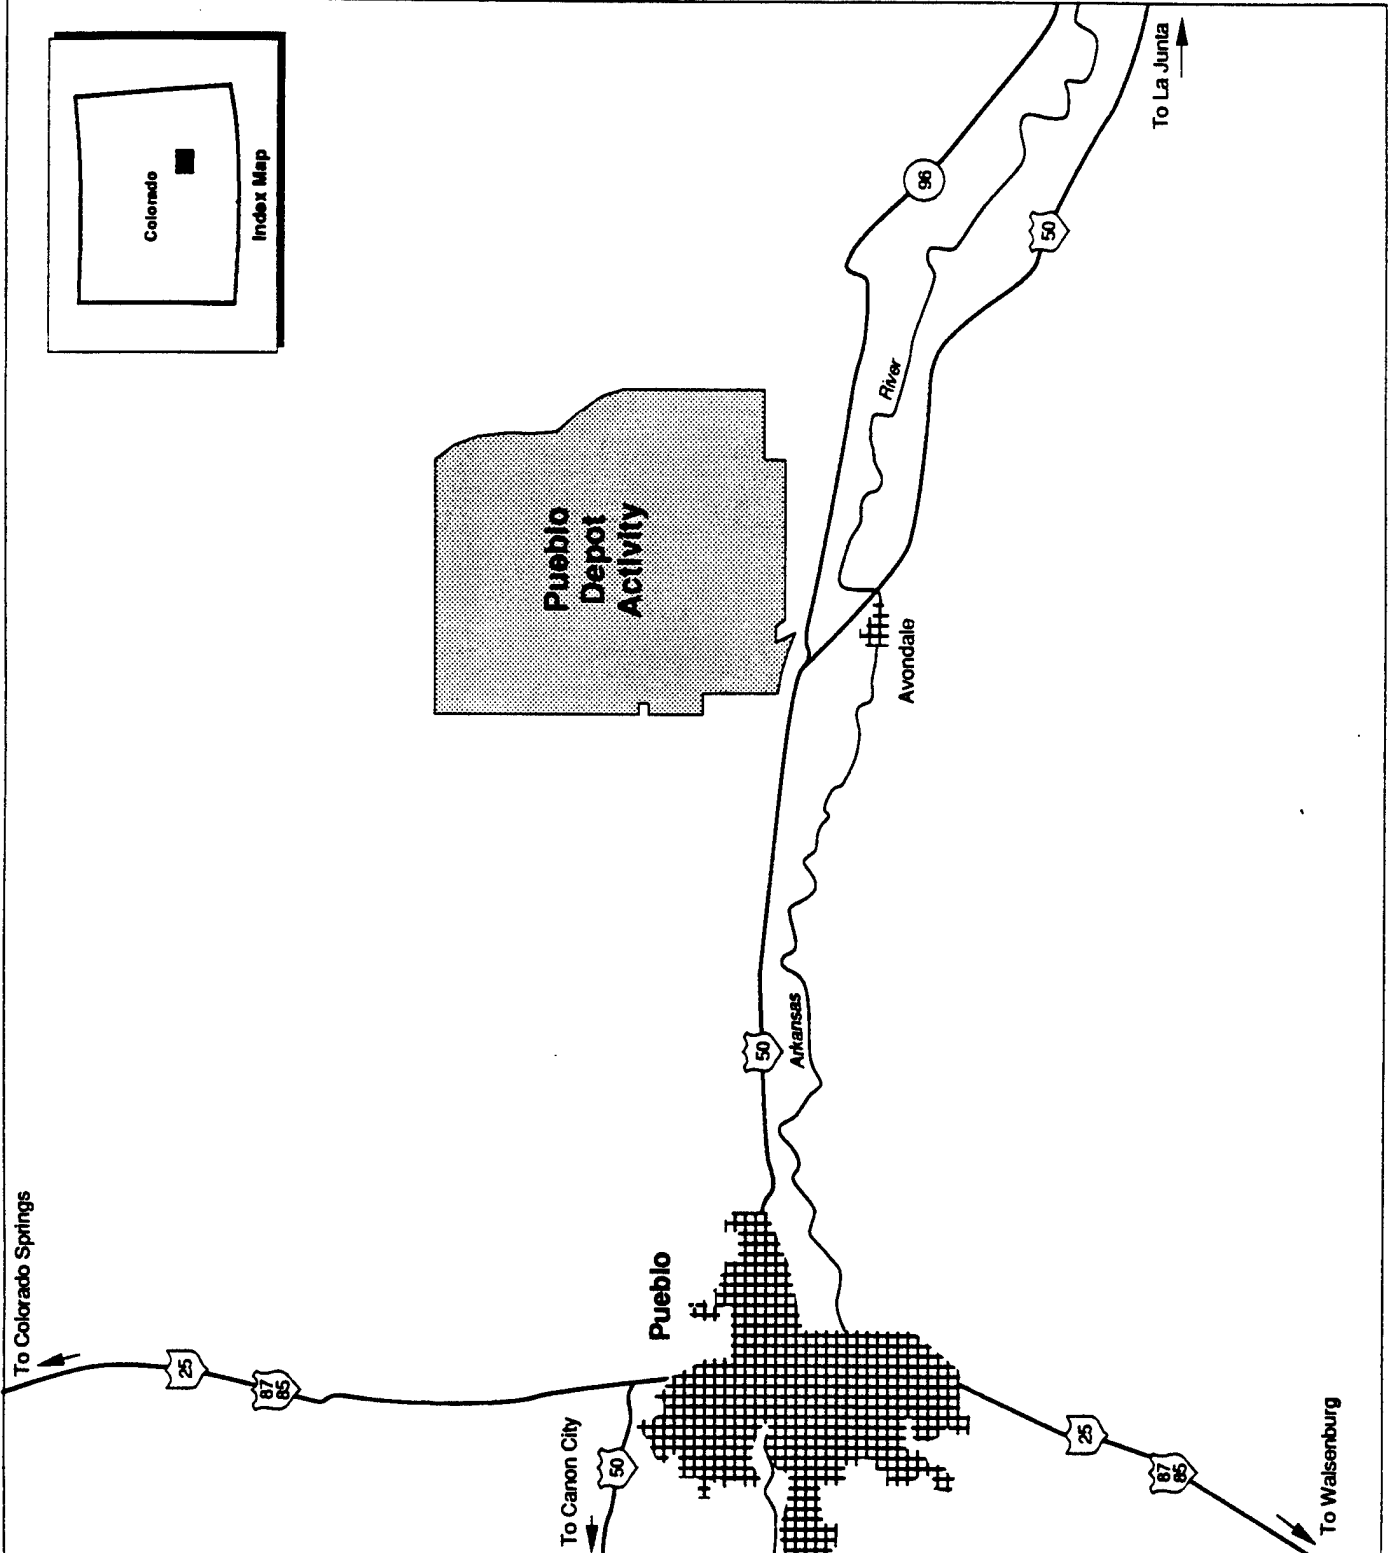 To Colorado Springs
Colorado
25
Index Map
87
85
Pueblo
Depot
Activity
To Canon City
50
Pueblo
50
Arkansas
River
Avondale
96
50
25
To La Junta
87
85
To Walsenburg